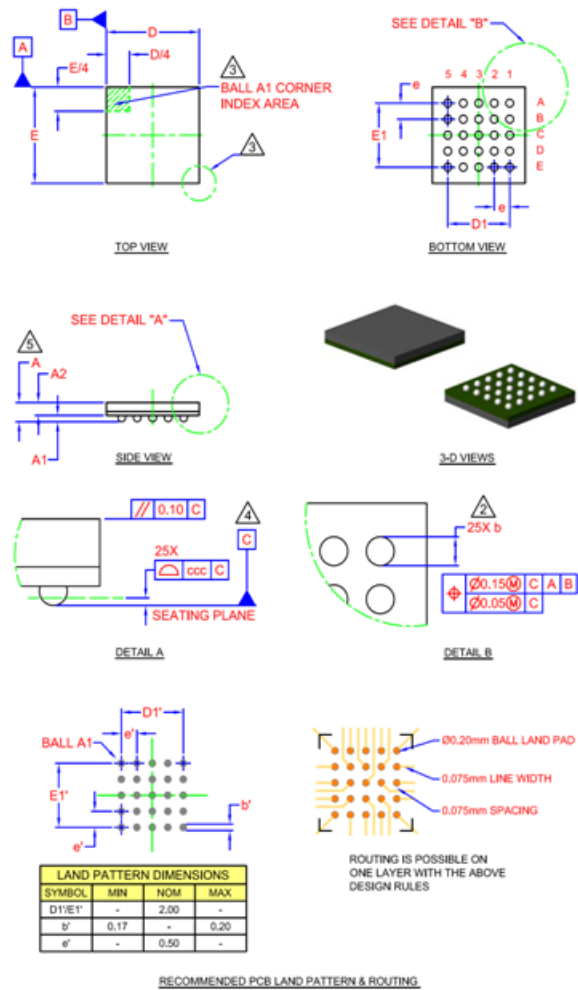 B
D
A
E/4
D/4
3
BALL A1 CORNER
INDEX AREA
E
3
TOP VIEW
SEE DETAIL "B"
5 4 3 2 1
e
A
B
C
D
E
E1
e
D1
BOTTOM VIEW
SEE DETAIL "A"
5
A
A2
A1
SIDE VIEW
3-D VIEWS
// 0.10 C
4
C
25X
ccc C
SEATING PLANE
DETAIL A
2
25X b
Ø0.15Ⓜ C A B
Ø0.05Ⓜ C
DETAIL B
D1'
e'
BALL A1
E1'
b'
e'
Ø0.20mm BALL LAND PAD
0.075mm LINE WIDTH
0.075mm SPACING
ROUTING IS POSSIBLE ON
ONE LAYER WITH THE ABOVE
DESIGN RULES
LAND PATTERN DIMENSIONS
SYMBOL MIN NOM MAX
D1'/E1' - 2.00 -
b' 0.17 - 0.20
e' - 0.50 -
RECOMMENDED PCB LAND PATTERN & ROUTING